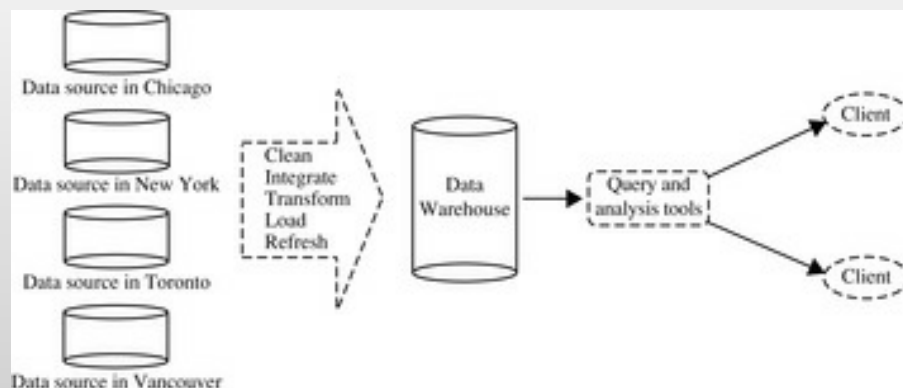 Data source in Chicago
Data source in New York
Data source in Toronto
Data source in Vancouver
Clean
Integrate
Transform
Load
Refresh
Data
Warehouse
Query and
analysis tools
Client
Client